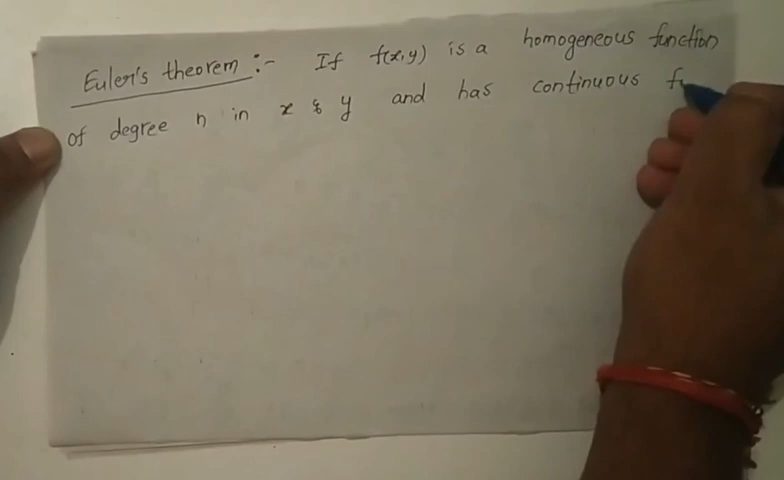 Euler's theorem :- If f(x,y) is a homogeneous function
of degree n in x & y and has continuous